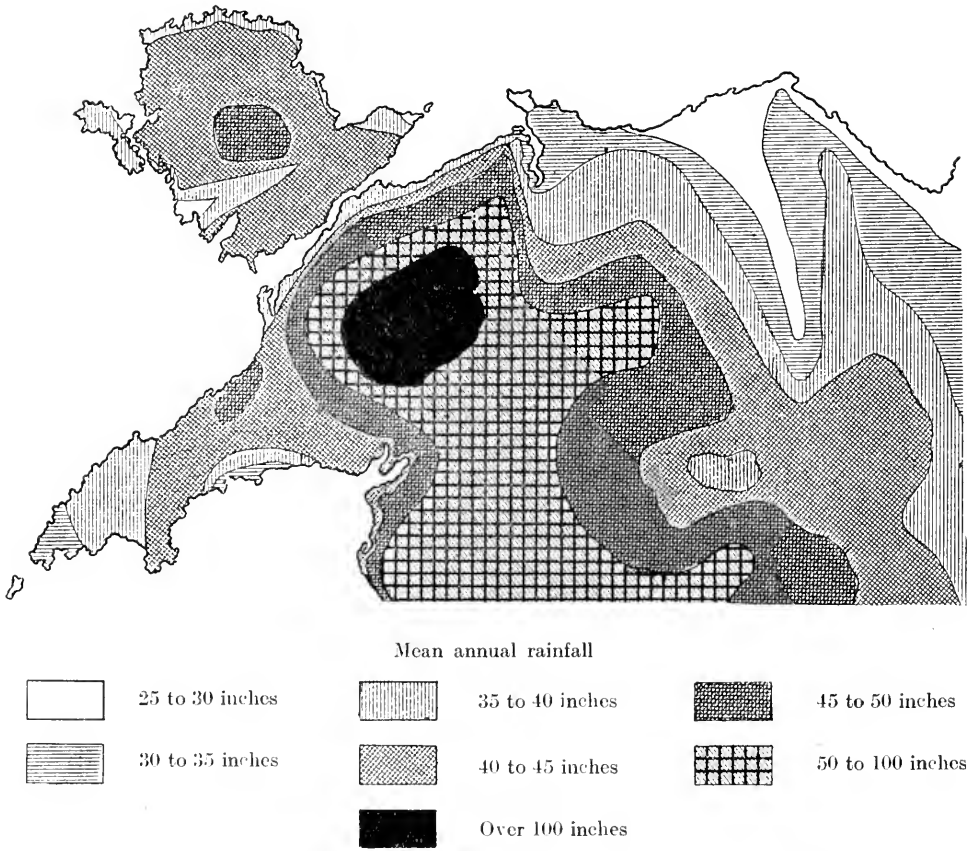 Mean annual rainfall
25 to 30 inches
35 to 40 inches
45 to 50 inches
30 to 35 inches
40 to 45 inches
50 to 100 inches
Over 100 inches